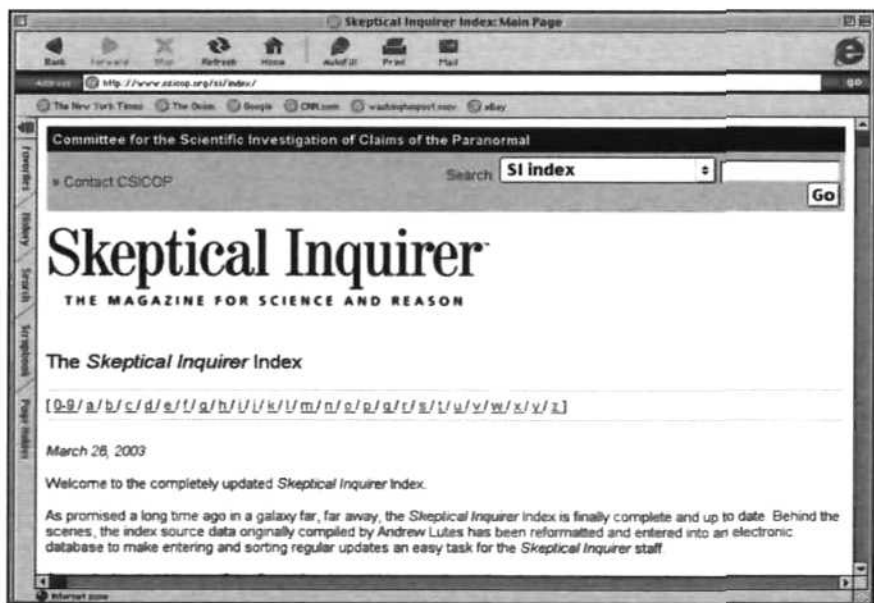 Skeptical Inquirer Index: Main Page
Back Forward Stop Refresh Home AutoFill Print Mail
Address http://www.csicop.org/si/index/ go
The New York Times The Onion Google CNN.com washingtonpost.com eBay
Favorites
History
Search
Scrapbook
Page Holder
Committee for the Scientific Investigation of Claims of the Paranormal
» Contact CSICOP Search SI index
Go
Skeptical Inquirer™
THE MAGAZINE FOR SCIENCE AND REASON
The Skeptical Inquirer Index
[ 0-9 / a / b / c / d / e / f / g / h / i / j / k / l / m / n / o / p / q / r / s / t / u / v / w / x / y / z ]
March 26, 2003
Welcome to the completely updated Skeptical Inquirer Index.
As promised a long time ago in a galaxy far, far away, the Skeptical Inquirer Index is finally complete and up to date. Behind the
scenes, the index source data originally compiled by Andrew Lutes has been reformatted and entered into an electronic
database to make entering and sorting regular updates an easy task for the Skeptical Inquirer staff.
Internet zone